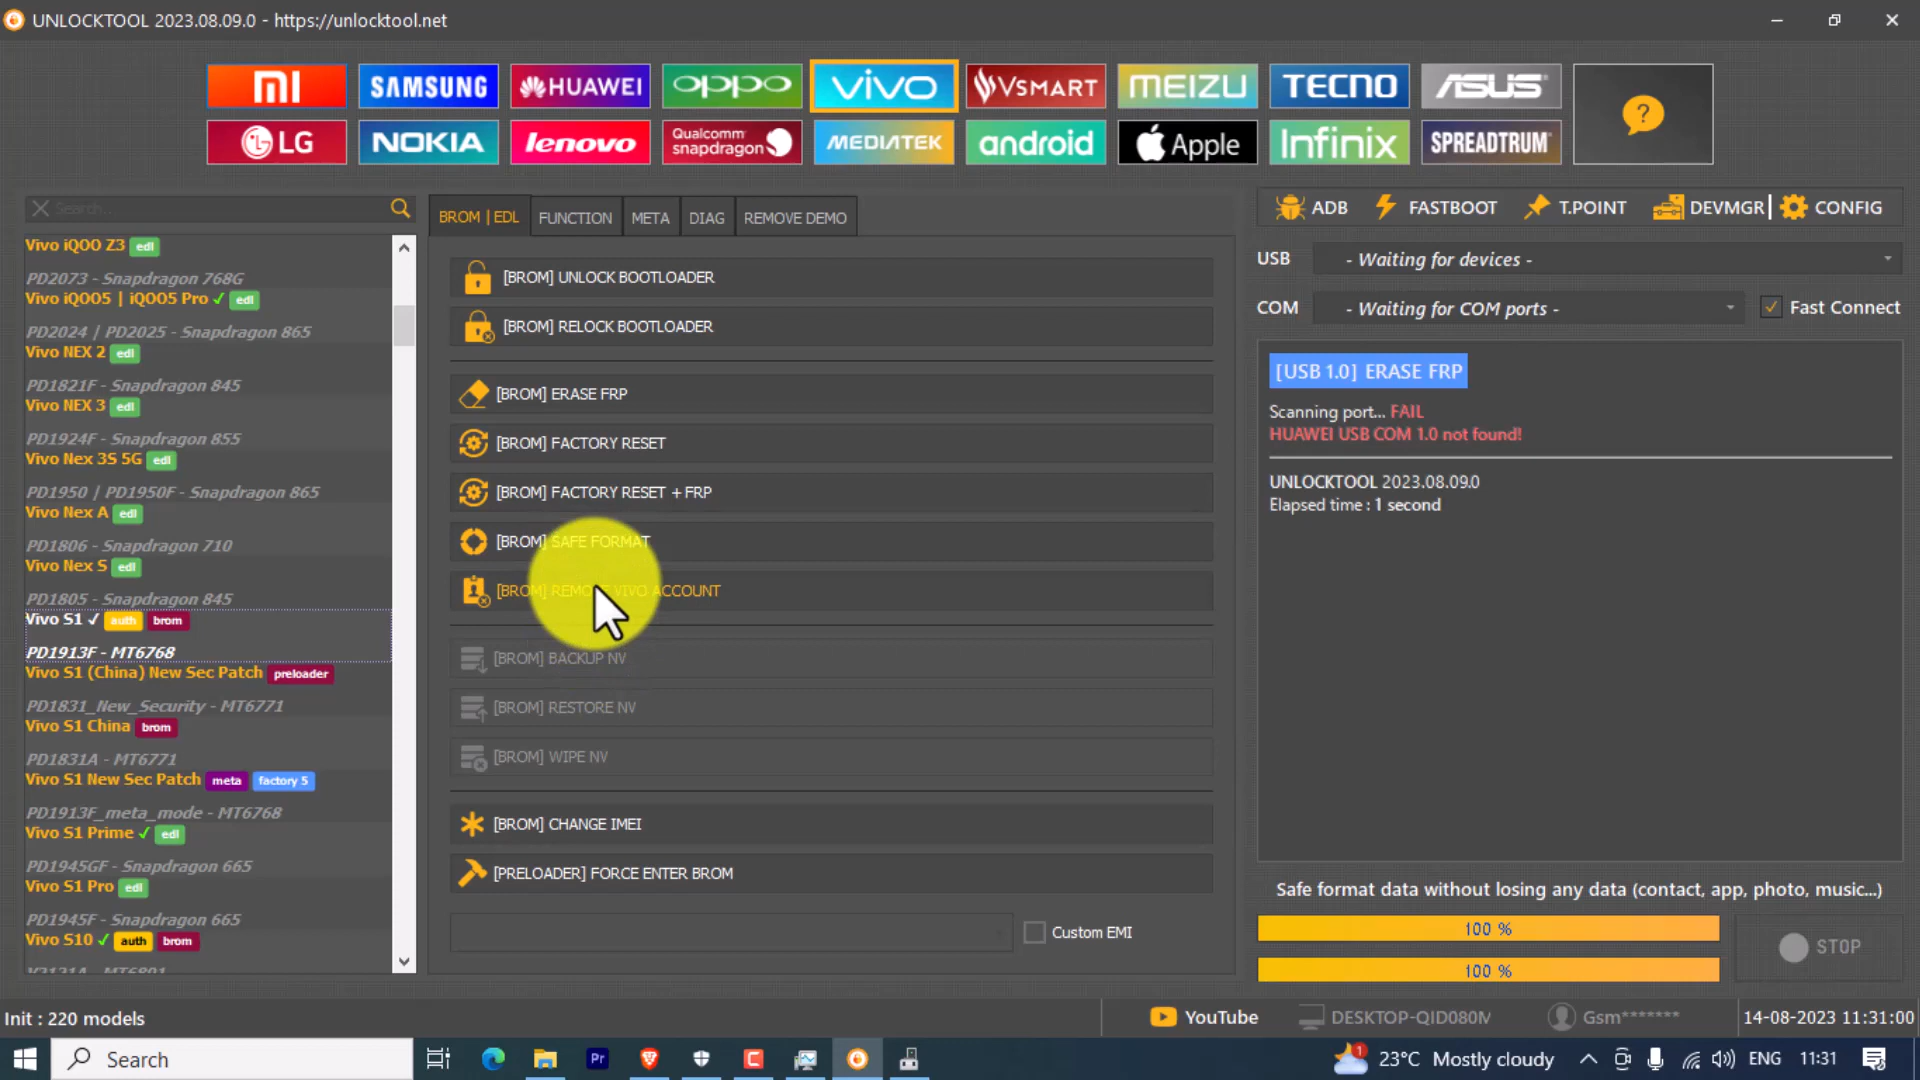 UNLOCKTOOL 2023.08.09.0 - https://unlocktool.net
MI SAMSUNG HUAWEI oppo vivo VSMART MEIZU TECNO ASUS ?
LG NOKIA lenovo Qualcomm snapdragon MEDIATEK android Apple Infinix SPREADTRUM
Search...
Vivo iQOO Z3 edl
PD2073 - Snapdragon 768G
Vivo iQOO5 | iQOO5 Pro ✓ edl
PD2024 | PD2025 - Snapdragon 865
Vivo NEX 2 edl
PD1821F - Snapdragon 845
Vivo NEX 3 edl
PD1924F - Snapdragon 855
Vivo Nex 3S 5G edl
PD1950 | PD1950F - Snapdragon 865
Vivo Nex A edl
PD1806 - Snapdragon 710
Vivo Nex S edl
PD1805 - Snapdragon 845
Vivo S1 ✓ auth brom
PD1913F - MT6768
Vivo S1 (China) New Sec Patch preloader
PD1831_New_Security - MT6771
Vivo S1 China brom
PD1831A - MT6771
Vivo S1 New Sec Patch meta factory 5
PD1913F_meta_mode - MT6768
Vivo S1 Prime ✓ edl
PD1945GF - Snapdragon 665
Vivo S1 Pro edl
PD1945F - Snapdragon 665
Vivo S10 ✓ auth brom
BROM | EDL FUNCTION META DIAG REMOVE DEMO
[BROM] UNLOCK BOOTLOADER
[BROM] RELOCK BOOTLOADER
[BROM] ERASE FRP
[BROM] FACTORY RESET
[BROM] FACTORY RESET + FRP
[BROM] SAFE FORMAT
[BROM] REMOVE VIVO ACCOUNT
[BROM] BACKUP NV
[BROM] RESTORE NV
[BROM] WIPE NV
[BROM] CHANGE IMEI
[PRELOADER] FORCE ENTER BROM
Custom EMI
ADB FASTBOOT T.POINT DEVMGR CONFIG
USB - Waiting for devices -
COM - Waiting for COM ports - Fast Connect
[USB 1.0] ERASE FRP
Scanning port... FAIL
HUAWEI USB COM 1.0 not found!
UNLOCKTOOL 2023.08.09.0
Elapsed time : 1 second
Safe format data without losing any data (contact, app, photo, music...)
100 %
100 %
STOP
Init : 220 models YouTube DESKTOP-QID080M Gsm******* 14-08-2023 11:31:00
Search Pr 1 23°C Mostly cloudy ENG 11:31